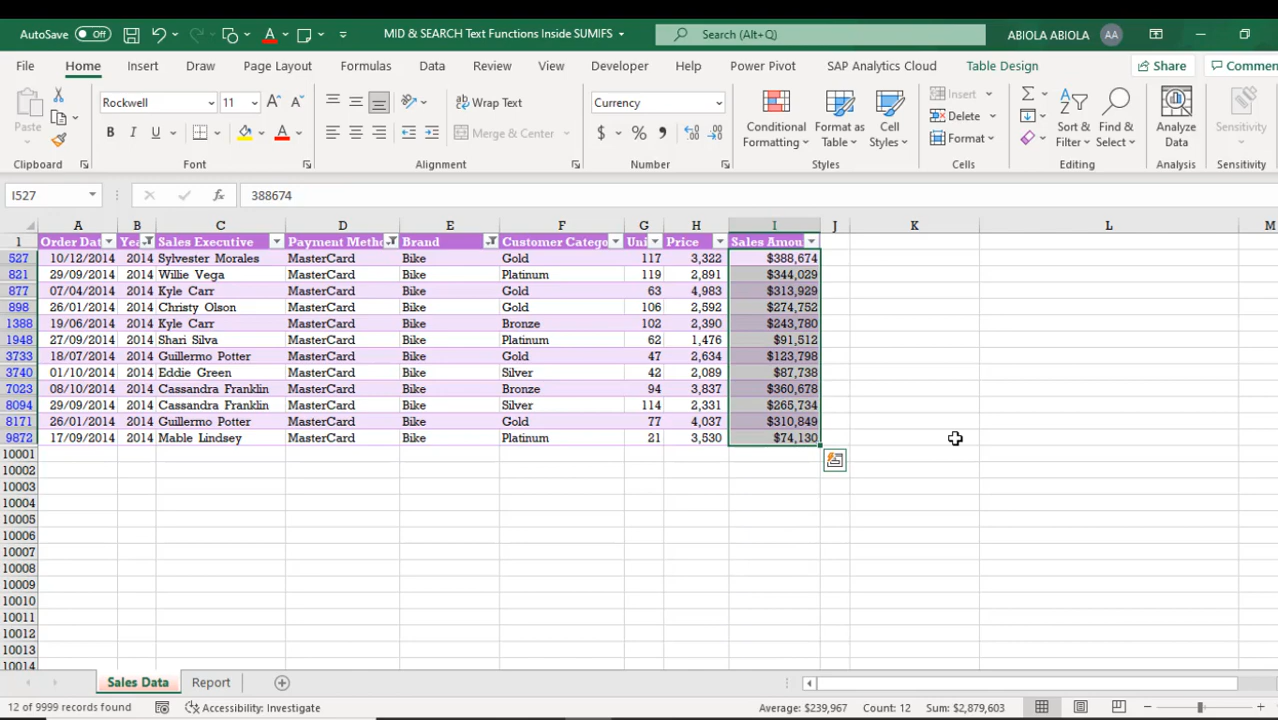 AutoSave Off MID & SEARCH Text Functions Inside SUMIFS Search (Alt+Q) ABIOLA ABIOLA AA
File Home Insert Draw Page Layout Formulas Data Review View Developer Help Power Pivot SAP Analytics Cloud Table Design Share Commen
Paste Rockwell 11 A A Wrap Text Currency Conditional Formatting Format as Table Cell Styles Insert Sort & Filter Find & Select Analyze Data Sensitivity
B I U A Merge & Center $ % Delete Format
Clipboard Font Alignment Number Styles Cells Editing Analysis Sensitivity
I527 fx 388674
A B C D E F G H I J K L M
1 Order Dat Yea Sales Executive Payment Metho Brand Customer Catego Uni Price Sales Amou
527 10/12/2014 2014 Sylvester Morales MasterCard Bike Gold 117 3,322 $388,674
821 29/09/2014 2014 Willie Vega MasterCard Bike Platinum 119 2,891 $344,029
877 07/04/2014 2014 Kyle Carr MasterCard Bike Gold 63 4,983 $313,929
898 26/01/2014 2014 Christy Olson MasterCard Bike Gold 106 2,592 $274,752
1388 19/06/2014 2014 Kyle Carr MasterCard Bike Bronze 102 2,390 $243,780
1948 27/09/2014 2014 Shari Silva MasterCard Bike Platinum 62 1,476 $91,512
3733 18/07/2014 2014 Guillermo Potter MasterCard Bike Gold 47 2,634 $123,798
3740 01/10/2014 2014 Eddie Green MasterCard Bike Silver 42 2,089 $87,738
7023 08/10/2014 2014 Cassandra Franklin MasterCard Bike Bronze 94 3,837 $360,678
8094 29/09/2014 2014 Cassandra Franklin MasterCard Bike Silver 114 2,331 $265,734
8171 26/01/2014 2014 Guillermo Potter MasterCard Bike Gold 77 4,037 $310,849
9872 17/09/2014 2014 Mable Lindsey MasterCard Bike Platinum 21 3,530 $74,130
10001
10002
10003
10004
10005
10006
10007
10008
10009
10010
10011
10012
10013
10014
Sales Data Report
12 of 9999 records found Accessibility: Investigate Average: $239,967 Count: 12 Sum: $2,879,603